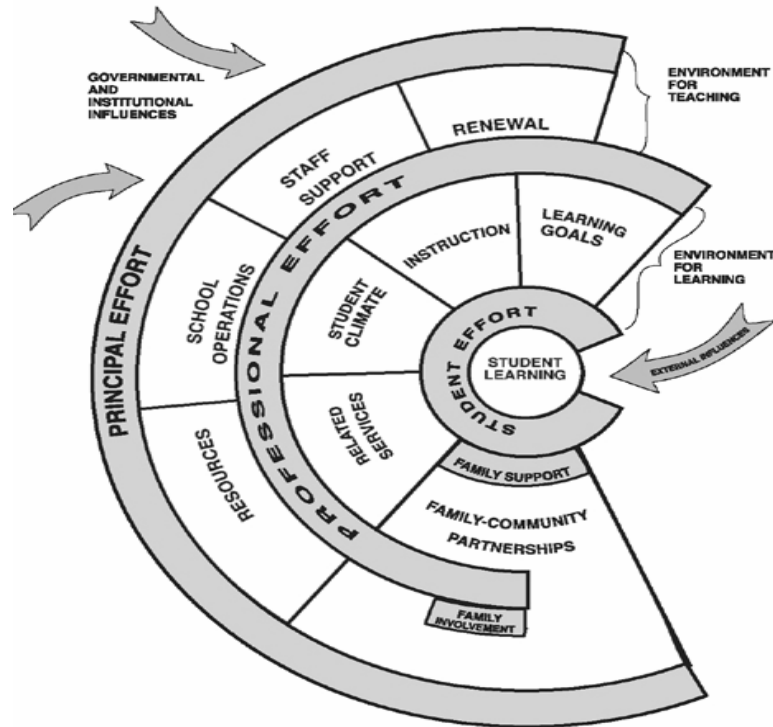 GOVERNMENTAL
AND
INSTITUTIONAL
INFLUENCES
ENVIRONMENT
FOR
TEACHING
RENEWAL
STAFF
SUPPORT
PRINCIPAL EFFORT
PROFESSIONAL EFFORT
LEARNING
GOALS
INSTRUCTION
ENVIRONMENT
FOR
LEARNING
SCHOOL
OPERATIONS
STUDENT
CLIMATE
STUDENT EFFORT
STUDENT
LEARNING
EXTERNAL INFLUENCES
RELATED
SERVICES
RESOURCES
FAMILY SUPPORT
FAMILY-COMMUNITY
PARTNERSHIPS
FAMILY
INVOLVEMENT